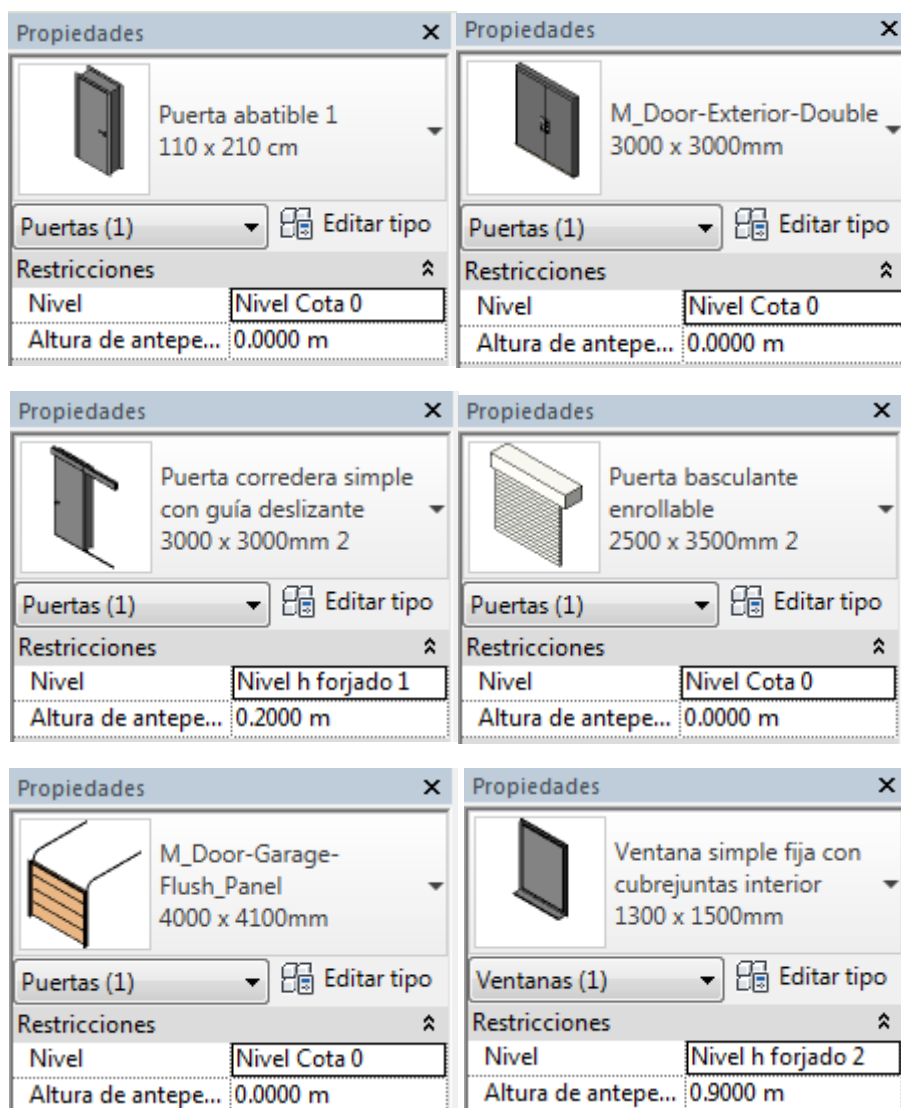 Propiedades
Puerta abatible 1
110 x 210 cm
Puertas (1)
Editar tipo
Restricciones
Nivel
Nivel Cota 0
Altura de antepe...
0.0000 m
Propiedades
M_Door-Exterior-Double
3000 x 3000mm
Puertas (1)
Editar tipo
Restricciones
Nivel
Nivel Cota 0
Altura de antepe...
0.0000 m
Propiedades
Puerta corredera simple
con guía deslizante
3000 x 3000mm 2
Puertas (1)
Editar tipo
Restricciones
Nivel
Nivel h forjado 1
Altura de antepe...
0.2000 m
Propiedades
Puerta basculante
enrollable
2500 x 3500mm 2
Puertas (1)
Editar tipo
Restricciones
Nivel
Nivel Cota 0
Altura de antepe...
0.0000 m
Propiedades
M_Door-Garage-
Flush_Panel
4000 x 4100mm
Puertas (1)
Editar tipo
Restricciones
Nivel
Nivel Cota 0
Altura de antepe...
0.0000 m
Propiedades
Ventana simple fija con
cubrejuntas interior
1300 x 1500mm
Ventanas (1)
Editar tipo
Restricciones
Nivel
Nivel h forjado 2
Altura de antepe...
0.9000 m